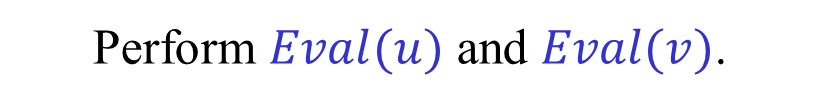 Perform Eval(u) and Eval(v).